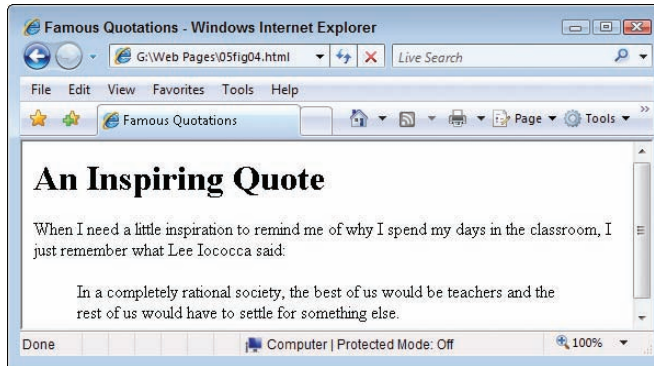 Famous Quotations - Windows Internet Explorer
G:\Web Pages\05fig04.html
Live Search
File Edit View Favorites Tools Help
Famous Quotations
Page
Tools
»
An Inspiring Quote
When I need a little inspiration to remind me of why I spend my days in the classroom, I
just remember what Lee Iococca said:
In a completely rational society, the best of us would be teachers and the
rest of us would have to settle for something else.
Done
Computer | Protected Mode: Off
100%